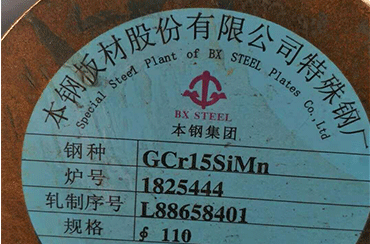 本钢板材股份有限公司特殊钢厂
Special Steel Plant of BX STEEL Plates Co.,Ltd
BX STEEL
本钢集团
钢种 GCr15SiMn
炉号 1825444
轧制序号 L88658401
规格 ∮ 110